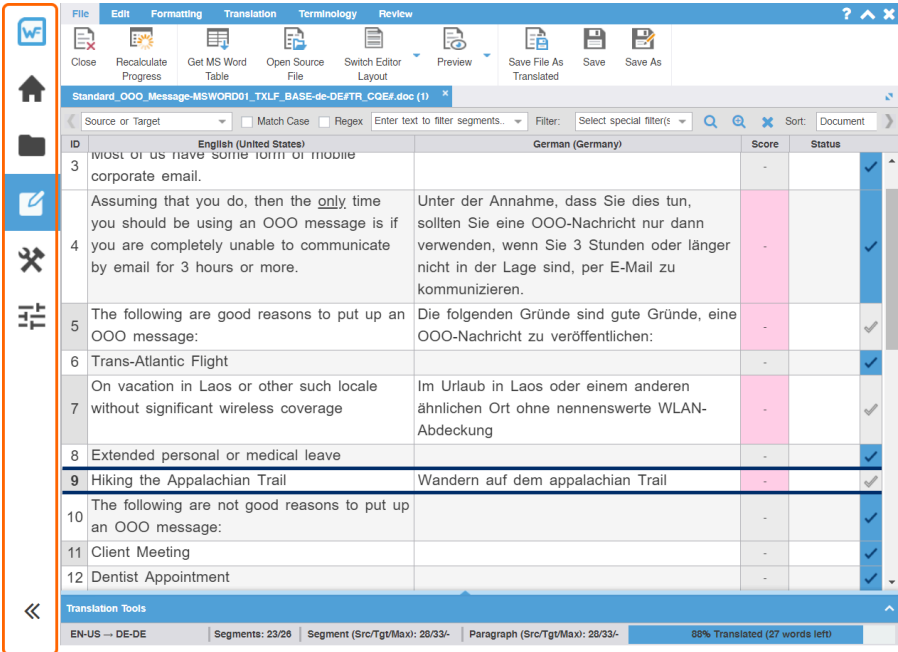 WF
File Edit Formatting Translation Terminology Review
?
Close
Recalculate
Progress
Get MS Word
Table
Open Source
File
Switch Editor
Layout
Preview
Save File As
Translated
Save
Save As
Standard_OOO_Message-MSWORD01_TXLF_BASE-de-DE#TR_CQE#.doc (1)
Source or Target Match Case Regex Enter text to filter segments.. Filter: Select special filter(s Sort: Document
ID English (United States) German (Germany) Score Status
3
Most of us have some form of mobile
corporate email.
-
4
Assuming that you do, then the only time
you should be using an OOO message is if
you are completely unable to communicate
by email for 3 hours or more.
Unter der Annahme, dass Sie dies tun,
sollten Sie eine OOO-Nachricht nur dann
verwenden, wenn Sie 3 Stunden oder länger
nicht in der Lage sind, per E-Mail zu
kommunizieren.
-
5
The following are good reasons to put up an
OOO message:
Die folgenden Gründe sind gute Gründe, eine
OOO-Nachricht zu veröffentlichen:
-
6 Trans-Atlantic Flight -
7
On vacation in Laos or other such locale
without significant wireless coverage
Im Urlaub in Laos oder einem anderen
ähnlichen Ort ohne nennenswerte WLAN-
Abdeckung
-
8 Extended personal or medical leave -
9 Hiking the Appalachian Trail Wandern auf dem appalachian Trail -
10
The following are not good reasons to put up
an OOO message:
-
11 Client Meeting -
12 Dentist Appointment -
Translation Tools
EN-US → DE-DE Segments: 23/26 Segment (Src/Tgt/Max): 28/33/- Paragraph (Src/Tgt/Max): 28/33/- 88% Translated (27 words left)